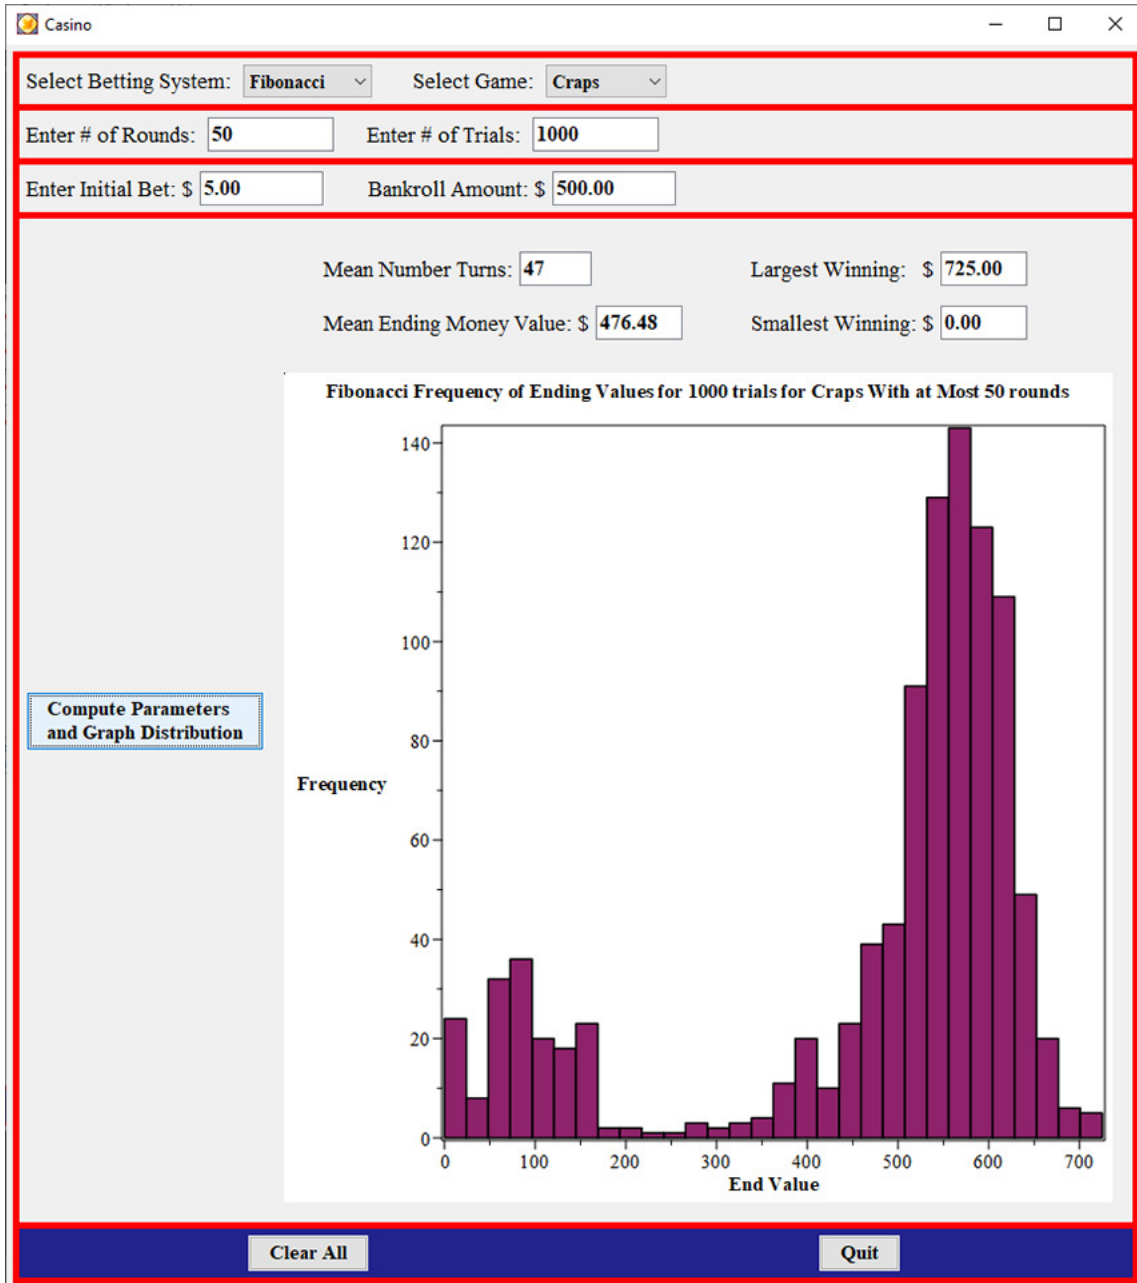 Casino
Select Betting System: Fibonacci Select Game: Craps
Enter # of Rounds: 50 Enter # of Trials: 1000
Enter Initial Bet: $ 5.00 Bankroll Amount: $ 500.00
Mean Number Turns: 47 Largest Winning: $ 725.00
Mean Ending Money Value: $ 476.48 Smallest Winning: $ 0.00
Fibonacci Frequency of Ending Values for 1000 trials for Craps With at Most 50 rounds
140
120
100
80
60
40
20
0
Frequency
0 100 200 300 400 500 600 700
End Value
Compute Parameters
and Graph Distribution
Clear All Quit